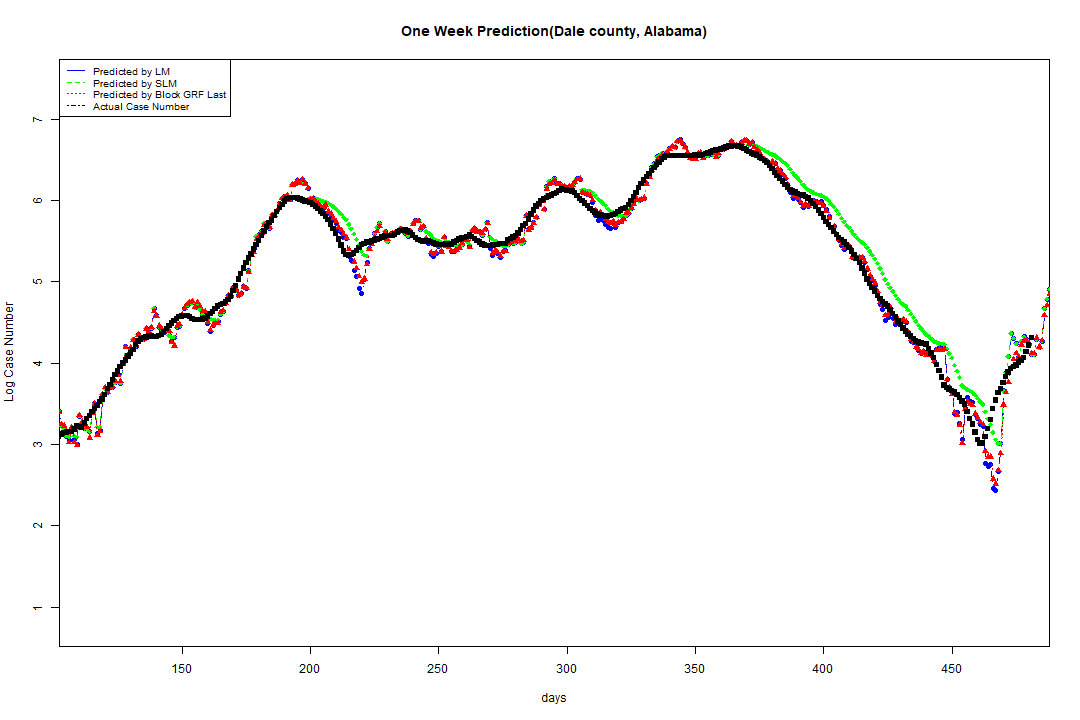 One Week Prediction(Dale county, Alabama)
Predicted by LM
Predicted by SLM
Predicted by Block GRF Last
Actual Case Number
7
6
5
4
3
2
1
Log Case Number
150 200 250 300 350 400 450
days